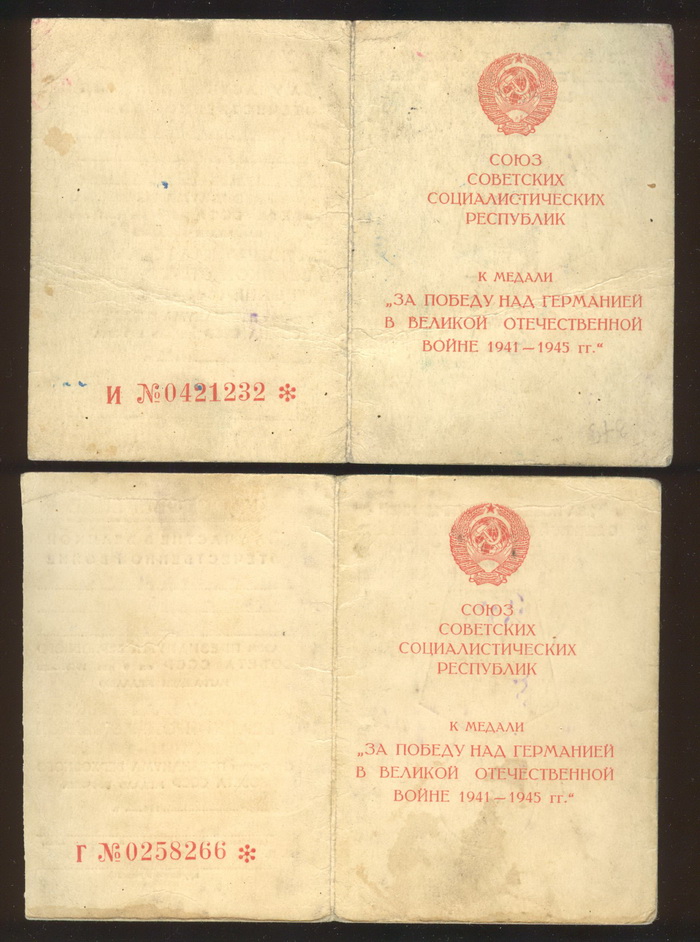 СОЮЗ
СОВЕТСКИХ
СОЦИАЛИСТИЧЕСКИХ
РЕСПУБЛИК
К МЕДАЛИ
„ЗА ПОБЕДУ НАД ГЕРМАНИЕЙ
В ВЕЛИКОЙ ОТЕЧЕСТВЕННОЙ
ВОЙНЕ 1941—1945 гг.“
И №0421232 *
СОЮЗ
СОВЕТСКИХ
СОЦИАЛИСТИЧЕСКИХ
РЕСПУБЛИК
К МЕДАЛИ
„ЗА ПОБЕДУ НАД ГЕРМАНИЕЙ
В ВЕЛИКОЙ ОТЕЧЕСТВЕННОЙ
ВОЙНЕ 1941—1945 гг.“
Г №0258266 *